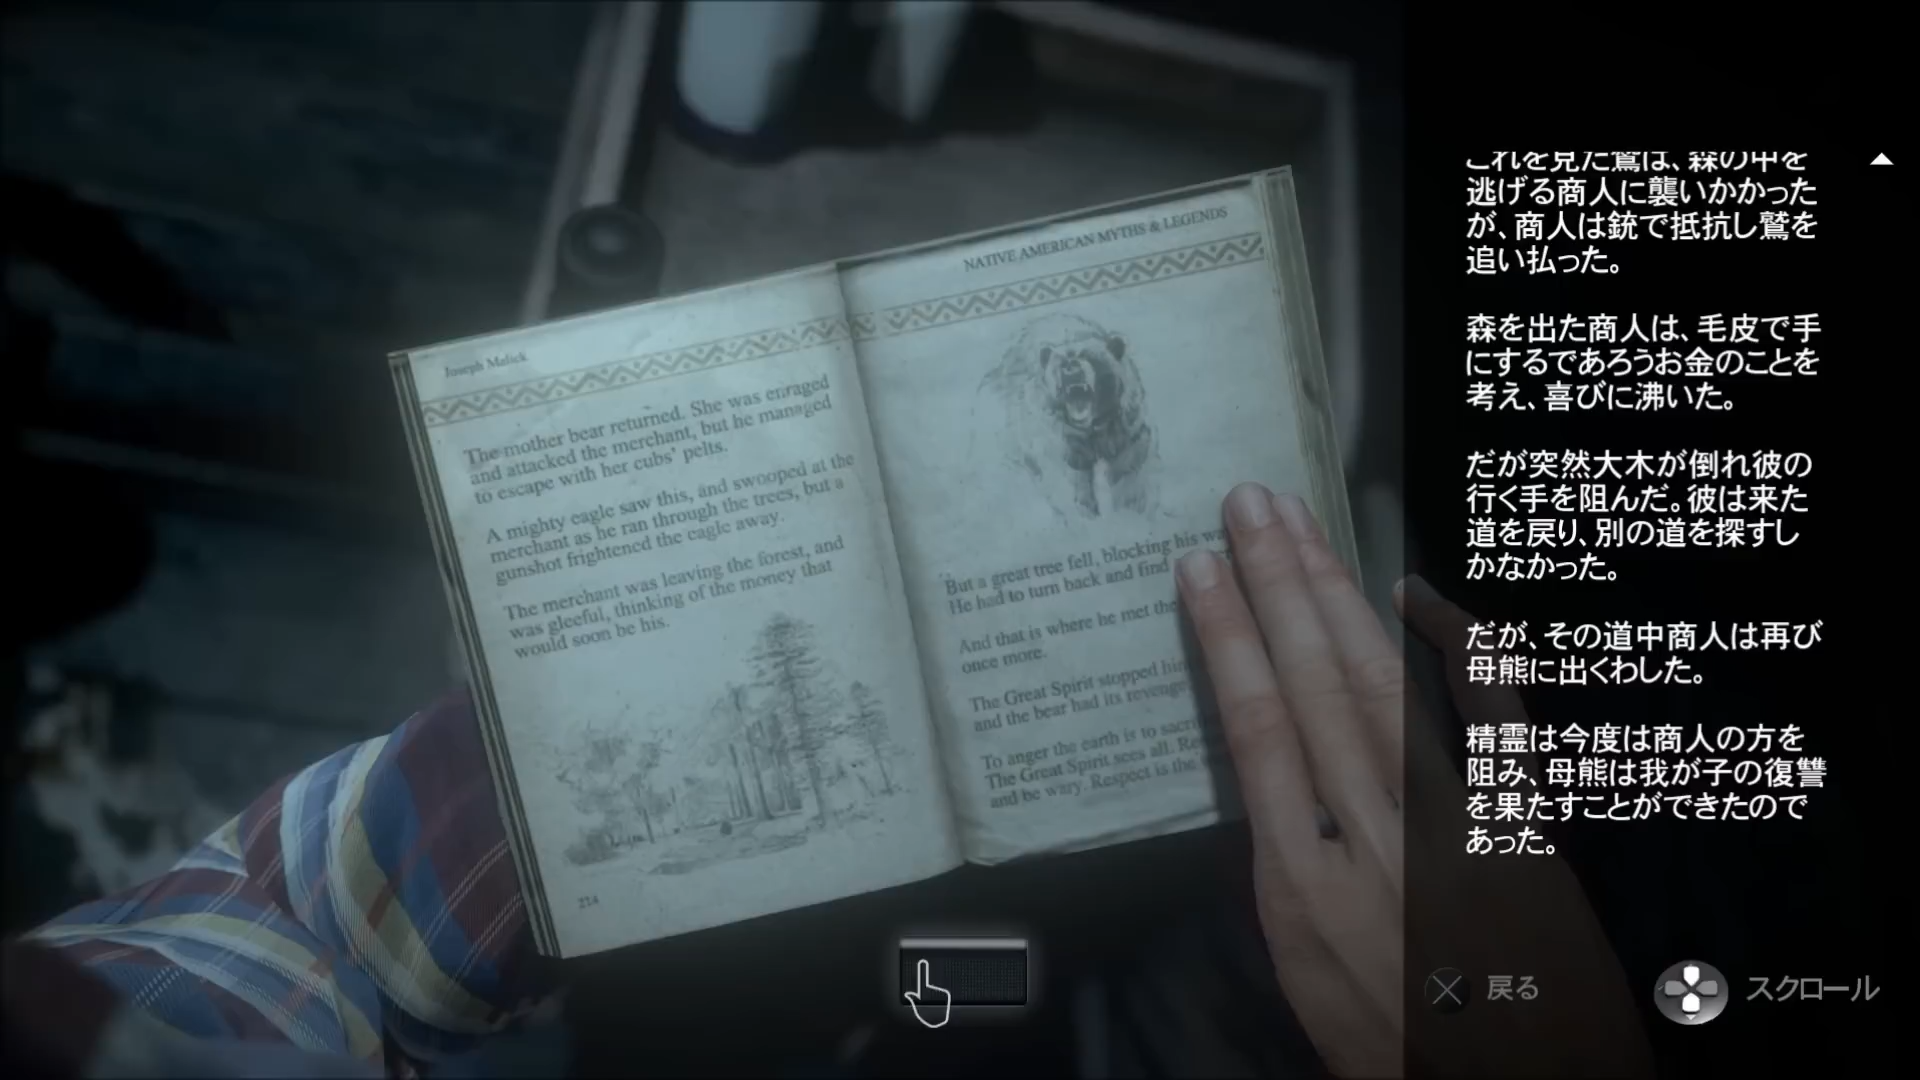 Joseph Malick
The mother bear returned. She was enraged
and attacked the merchant, but he managed
to escape with her cubs' pelts.
A mighty eagle saw this, and swooped at the
merchant as he ran through the trees, but a
gunshot frightened the eagle away.
The merchant was leaving the forest, and
was gleeful, thinking of the money that
would soon be his.
214
NATIVE AMERICAN MYTHS & LEGENDS
But a great tree fell, blocking his
He had to turn back and find
And that is where he met the
once more.
The Great Spirit stopped
and the bear had its revenge
To anger the earth is to
The Great Spirit sees all.
and be wary. Respect is the
これを見た鷲は、森の中を
逃げる商人に襲いかかった
が、商人は銃で抵抗し鷲を
追い払った。
森を出た商人は、毛皮で手
にするであろうお金のことを
考え、喜びに沸いた。
だが突然大木が倒れ彼の
行く手を阻んだ。彼は来た
道を戻り、別の道を探すし
かなかった。
だが、その道中商人は再び
母熊に出くわした。
精霊は今度は商人の方を
阻み、母熊は我が子の復讐
を果たすことができたので
あった。
戻る
スクロール